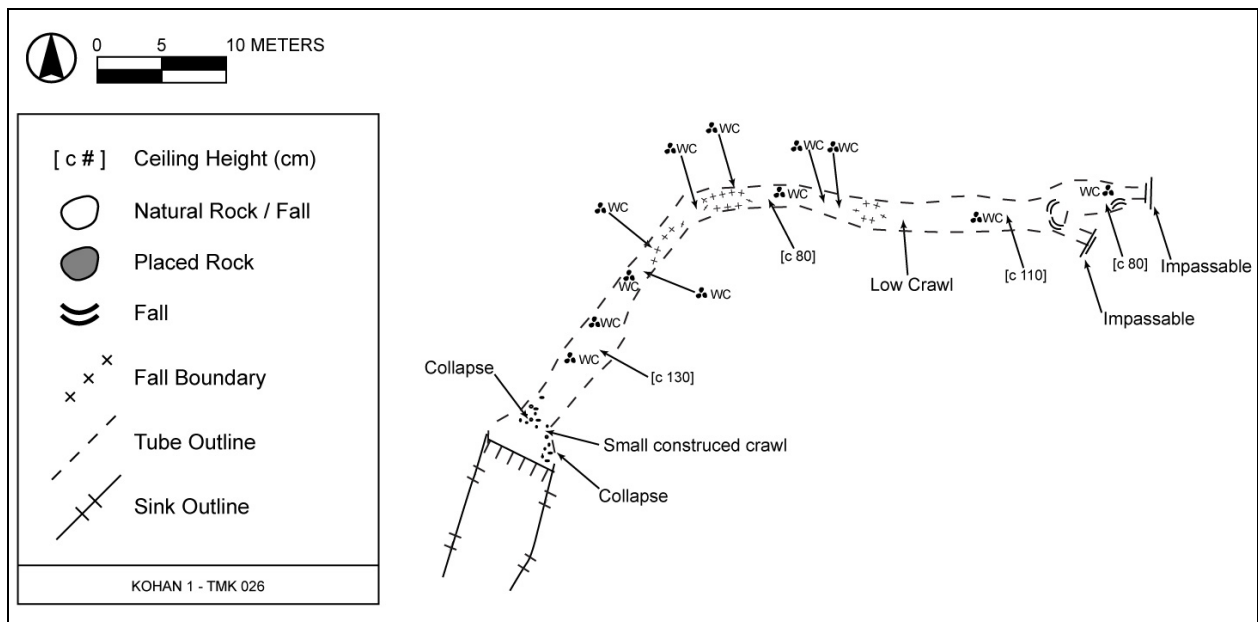 0 5 10 METERS
[ c # ] Ceiling Height (cm)
Natural Rock / Fall
Placed Rock
Fall
Fall Boundary
Tube Outline
Sink Outline
KOHAN 1 - TMK 026
WC
WC
WC
WC
WC
WC
WC
WC
[c 80]
[c 110]
[c 80]
Impassable
Low Crawl
Impassable
WC
WC
WC
WC
WC
[c 130]
Collapse
Small construced crawl
Collapse